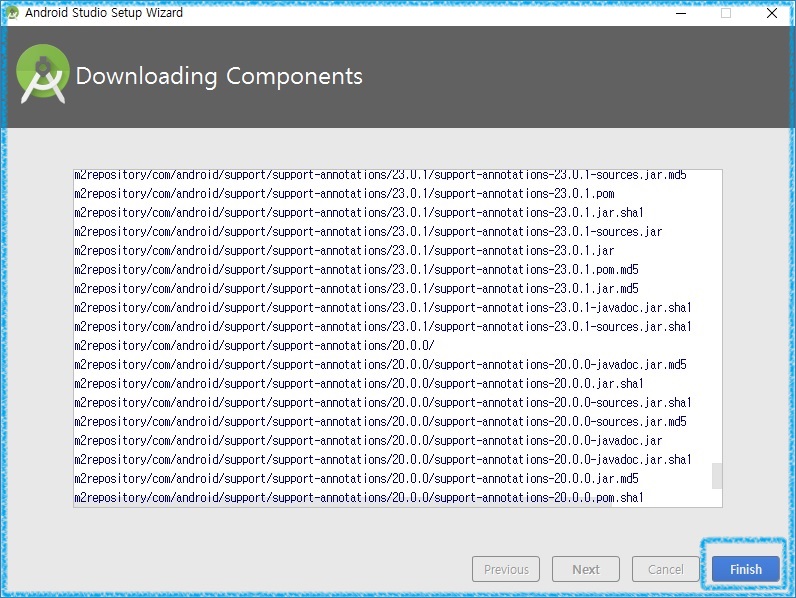 Android Studio Setup Wizard
Downloading Components
m2repository/com/android/support/support-annotations/23.0.1/support-annotations-23.0.1-sources.jar.md5
m2repository/com/android/support/support-annotations/23.0.1/support-annotations-23.0.1.pom
m2repository/com/android/support/support-annotations/23.0.1/support-annotations-23.0.1.jar.sha1
m2repository/com/android/support/support-annotations/23.0.1/support-annotations-23.0.1-sources.jar
m2repository/com/android/support/support-annotations/23.0.1/support-annotations-23.0.1.jar
m2repository/com/android/support/support-annotations/23.0.1/support-annotations-23.0.1.pom.md5
m2repository/com/android/support/support-annotations/23.0.1/support-annotations-23.0.1.jar.md5
m2repository/com/android/support/support-annotations/23.0.1/support-annotations-23.0.1-javadoc.jar.sha1
m2repository/com/android/support/support-annotations/23.0.1/support-annotations-23.0.1-sources.jar.sha1
m2repository/com/android/support/support-annotations/20.0.0/
m2repository/com/android/support/support-annotations/20.0.0/support-annotations-20.0.0-javadoc.jar.md5
m2repository/com/android/support/support-annotations/20.0.0/support-annotations-20.0.0.jar.sha1
m2repository/com/android/support/support-annotations/20.0.0/support-annotations-20.0.0-sources.jar.sha1
m2repository/com/android/support/support-annotations/20.0.0/support-annotations-20.0.0-sources.jar.md5
m2repository/com/android/support/support-annotations/20.0.0/support-annotations-20.0.0-javadoc.jar
m2repository/com/android/support/support-annotations/20.0.0/support-annotations-20.0.0-javadoc.jar.sha1
m2repository/com/android/support/support-annotations/20.0.0/support-annotations-20.0.0.jar.md5
m2repository/com/android/support/support-annotations/20.0.0/support-annotations-20.0.0.pom.sha1
Previous Next Cancel Finish